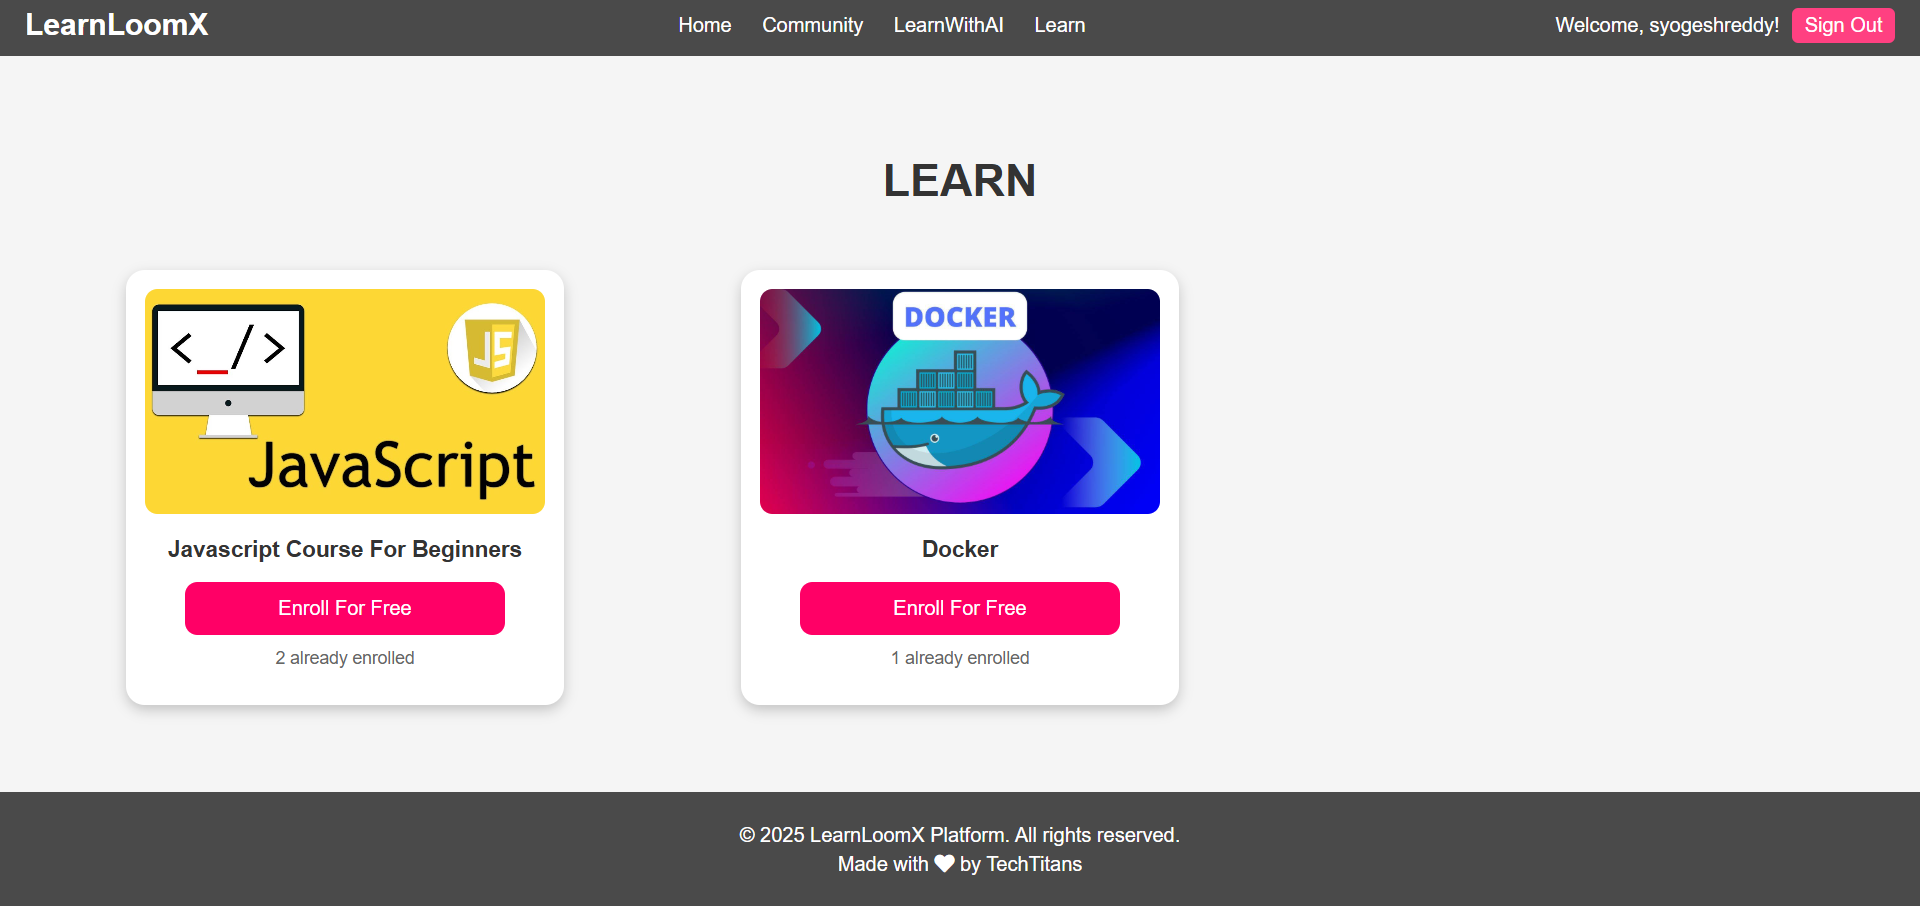 LearnLoomX
Home Community LearnWithAI Learn
Welcome, syogeshreddy! Sign Out
LEARN
<_/>
JS
JavaScript
Javascript Course For Beginners
Enroll For Free
2 already enrolled
DOCKER
Docker
Enroll For Free
1 already enrolled
© 2025 LearnLoomX Platform. All rights reserved.
Made with ♥ by TechTitans